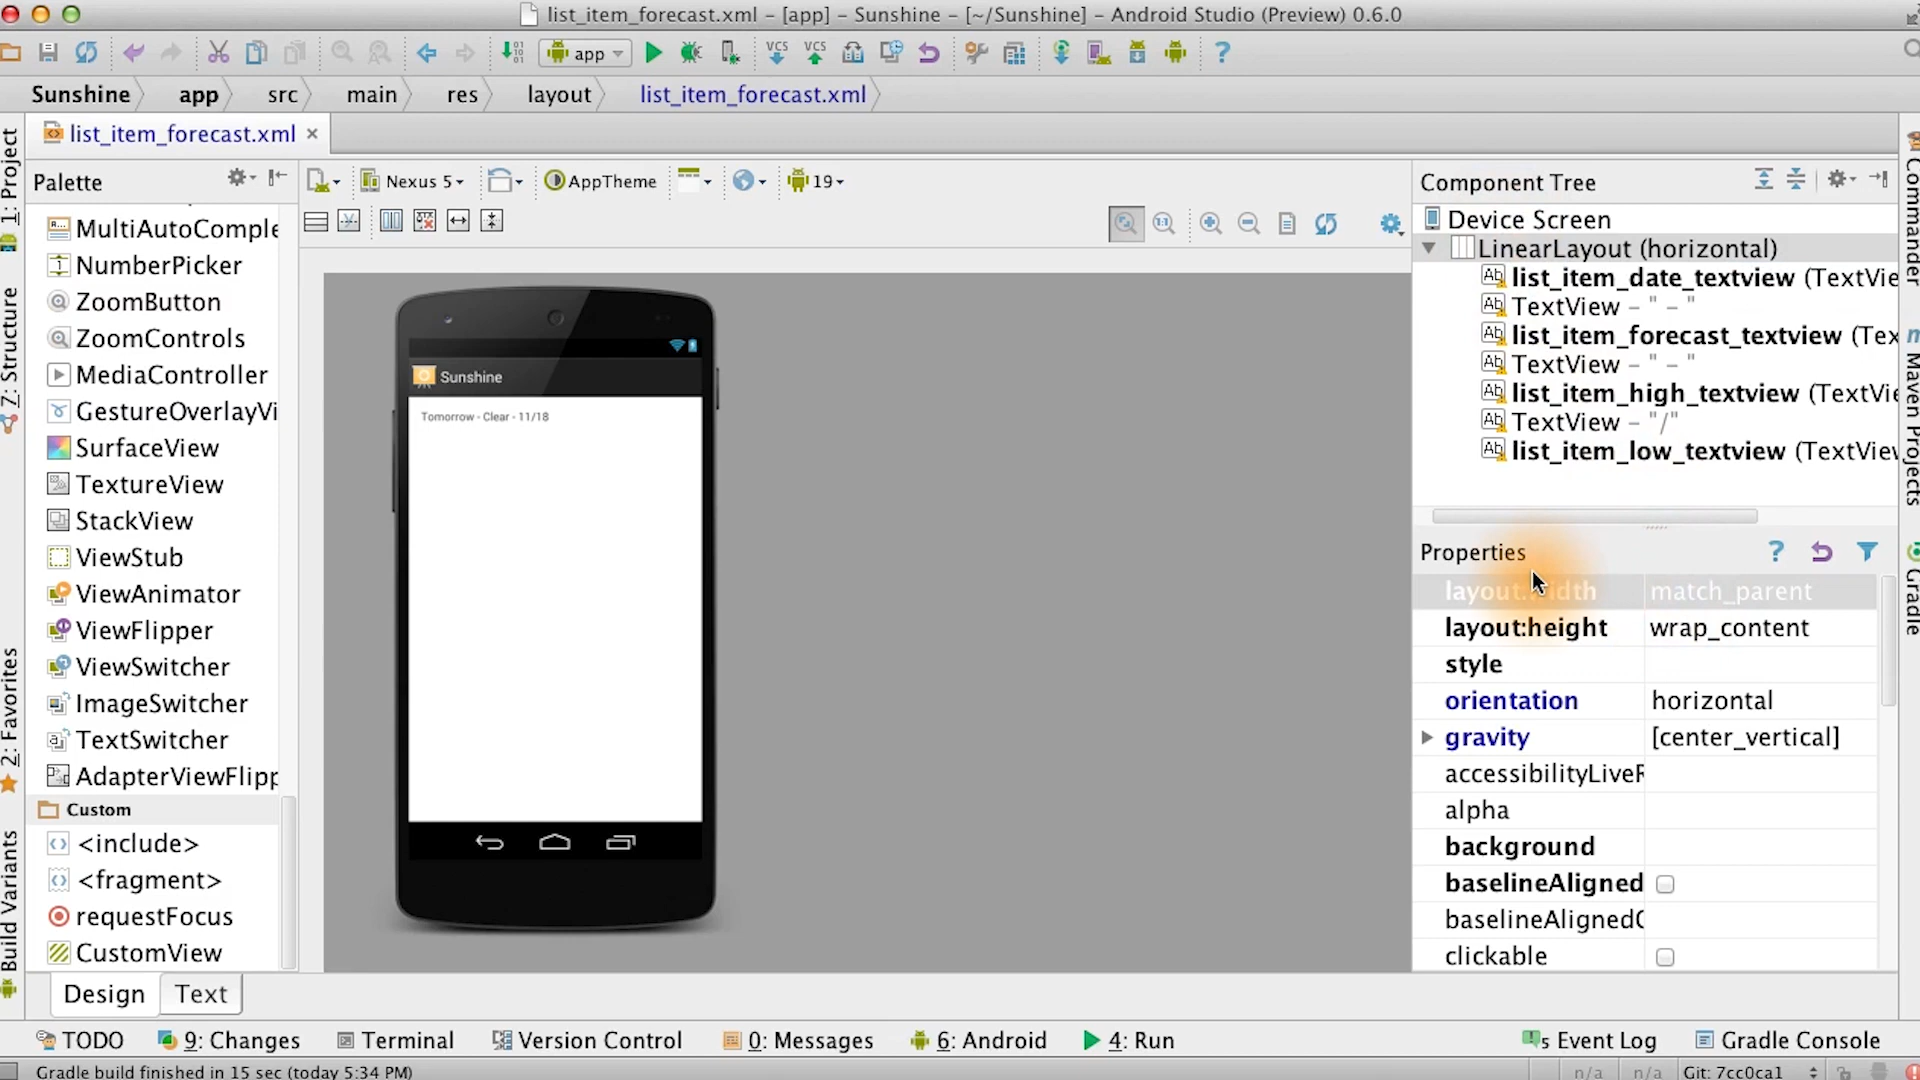 list_item_forecast.xml – [app] – Sunshine – [~/Sunshine] – Android Studio (Preview) 0.6.0
app
Sunshine app src main res layout list_item_forecast.xml
list_item_forecast.xml
1: Project
Z: Structure
2: Favorites
Build Variants
Palette
MultiAutoComple
NumberPicker
ZoomButton
ZoomControls
MediaController
GestureOverlayVi
SurfaceView
TextureView
StackView
ViewStub
ViewAnimator
ViewFlipper
ViewSwitcher
ImageSwitcher
TextSwitcher
AdapterViewFlipp
Custom
<include>
<fragment>
requestFocus
CustomView
Nexus 5 AppTheme 19
Sunshine
Tomorrow - Clear - 11/18
Component Tree
Device Screen
LinearLayout (horizontal)
list_item_date_textview (TextVie
TextView – " – "
list_item_forecast_textview (Tex
TextView – " – "
list_item_high_textview (TextVie
TextView – "/"
list_item_low_textview (TextView
Properties
layout:width match_parent
layout:height wrap_content
style
orientation horizontal
gravity [center_vertical]
accessibilityLiveR
alpha
background
baselineAligned
baselineAlignedC
clickable
Commander
Maven Projects
Gradle
Design Text
TODO 9: Changes Terminal Version Control 0: Messages 6: Android 4: Run 5 Event Log Gradle Console
Gradle build finished in 15 sec (today 5:34 PM) n/a n/a Git: 7cc0ca1